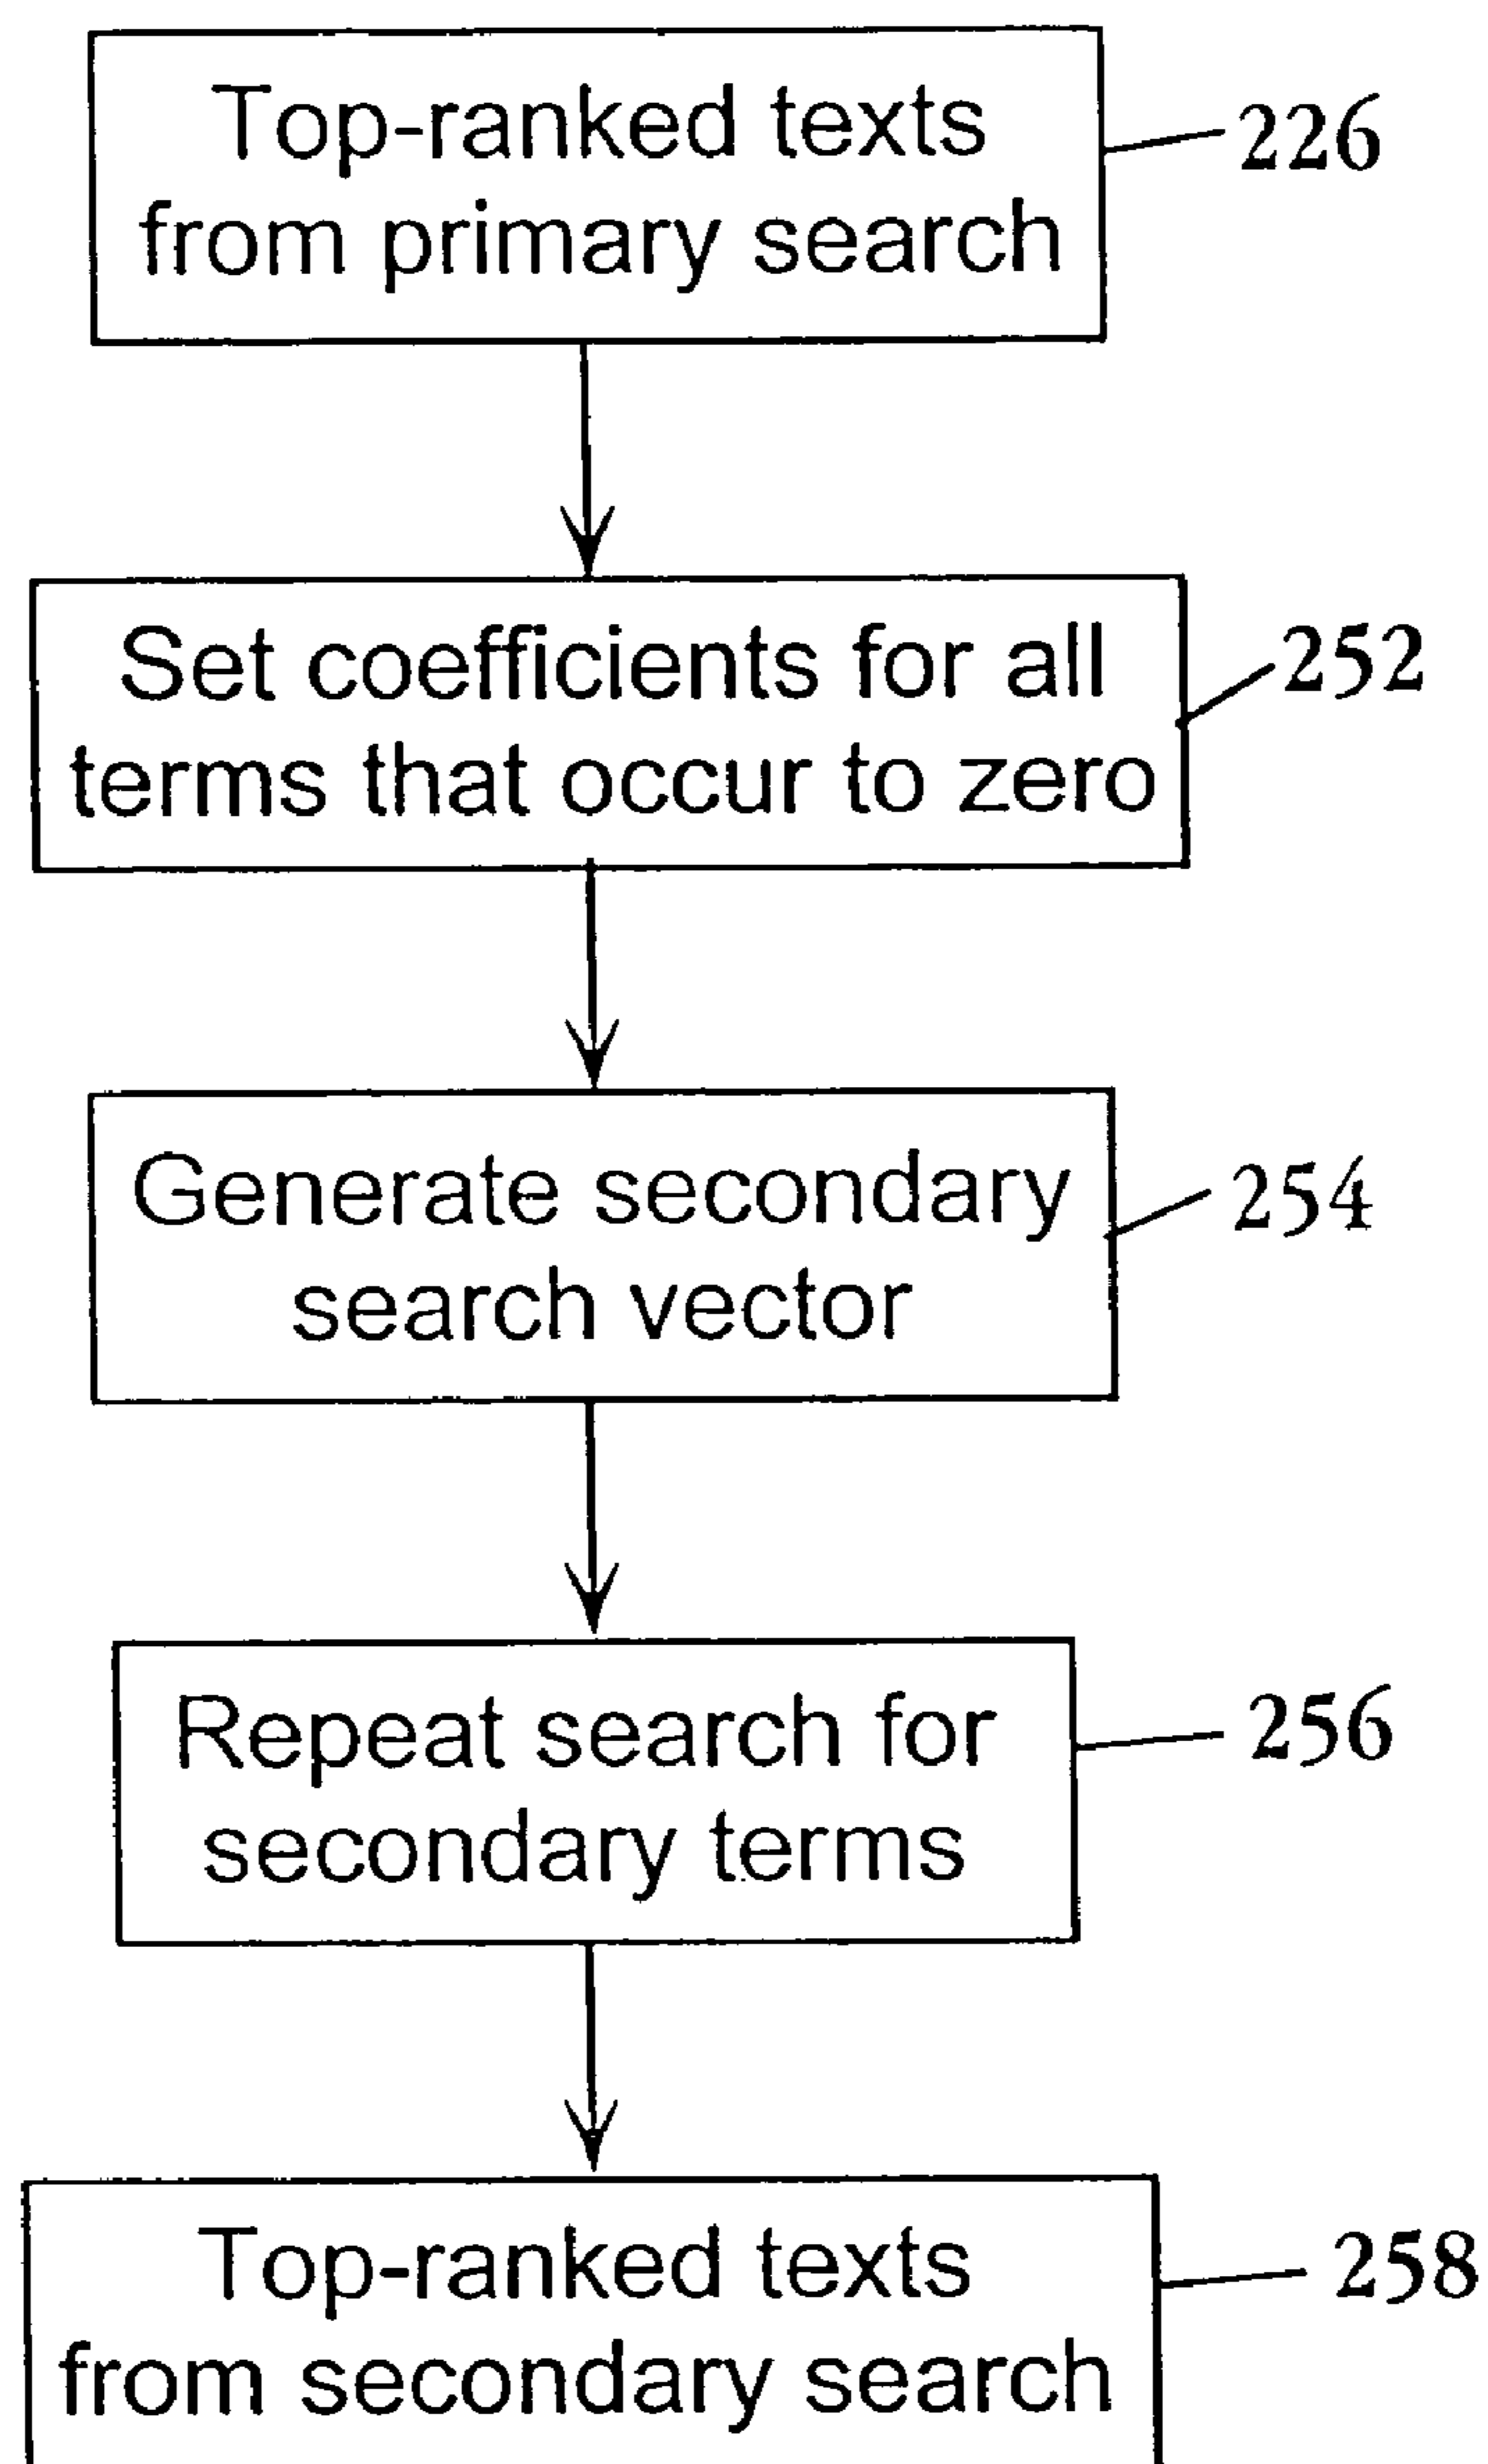 Top-ranked texts
from primary search
226
Set coefficients for all
terms that occur to zero
252
Generate secondary
search vector
254
Repeat search for
secondary terms
256
Top-ranked texts
from secondary search
258